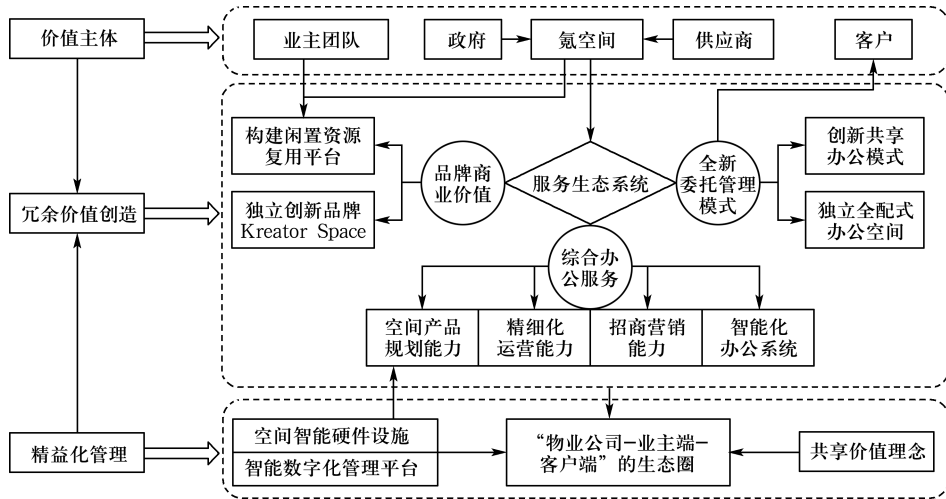 价值主体
业主团队
政府
氪空间
供应商
客户
构建闲置资源
复用平台
品牌商
业价值
服务生态系统
全新
委托管理
模式
创新共享
办公模式
冗余价值创造
独立创新品牌
Kreator Space
独立全配式
办公空间
综合办
公服务
空间产品
规划能力
精细化
运营能力
招商营销
能力
智能化
办公系统
精益化管理
空间智能硬件设施
智能数字化管理平台
“物业公司–业主端–
客户端”的生态圈
共享价值理念